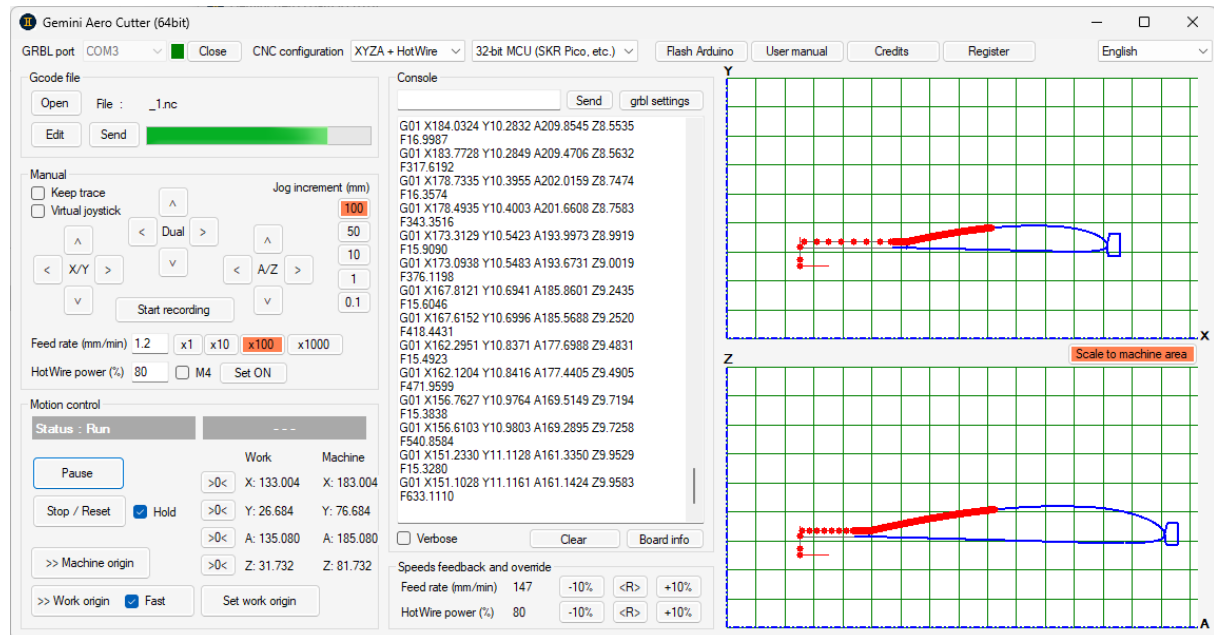 Gemini Aero Cutter (64bit)
GRBL port COM3 Close CNC configuration XYZA + HotWire 32-bit MCU (SKR Pico, etc.) Flash Arduino User manual Credits Register English
Gcode file
Open File : _1.nc
Edit Send
Manual
Keep trace
Virtual joystick
Jog increment (mm)
100
50
10
1
0.1
< Dual >
< X/Y >
< A/Z >
Start recording
Feed rate (mm/min) 1.2 x1 x10 x100 x1000
HotWire power (%) 80 M4 Set ON
Motion control
Status : Run - - -
Work Machine
Pause
>0< X: 133.004 X: 183.004
Stop / Reset Hold >0< Y: 26.684 Y: 76.684
>0< A: 135.080 A: 185.080
>> Machine origin >0< Z: 31.732 Z: 81.732
>> Work origin Fast Set work origin
Console
Send grbl settings
G01 X184.0324 Y10.2832 A209.8545 Z8.5535
F16.9987
G01 X183.7728 Y10.2849 A209.4706 Z8.5632
F317.6192
G01 X178.7335 Y10.3955 A202.0159 Z8.7474
F16.3574
G01 X178.4935 Y10.4003 A201.6608 Z8.7583
F343.3516
G01 X173.3129 Y10.5423 A193.9973 Z8.9919
F15.9090
G01 X173.0938 Y10.5483 A193.6731 Z9.0019
F376.1198
G01 X167.8121 Y10.6941 A185.8601 Z9.2435
F15.6046
G01 X167.6152 Y10.6996 A185.5688 Z9.2520
F418.4431
G01 X162.2951 Y10.8371 A177.6988 Z9.4831
F15.4923
G01 X162.1204 Y10.8416 A177.4405 Z9.4905
F471.9599
G01 X156.7627 Y10.9764 A169.5149 Z9.7194
F15.3838
G01 X156.6103 Y10.9803 A169.2895 Z9.7258
F540.8584
G01 X151.2330 Y11.1128 A161.3350 Z9.9529
F15.3280
G01 X151.1028 Y11.1161 A161.1424 Z9.9583
F633.1110
Verbose Clear Board info
Speeds feedback and override
Feed rate (mm/min) 147 -10% <R> +10%
HotWire power (%) 80 -10% <R> +10%
Y
X
Scale to machine area
Z
A